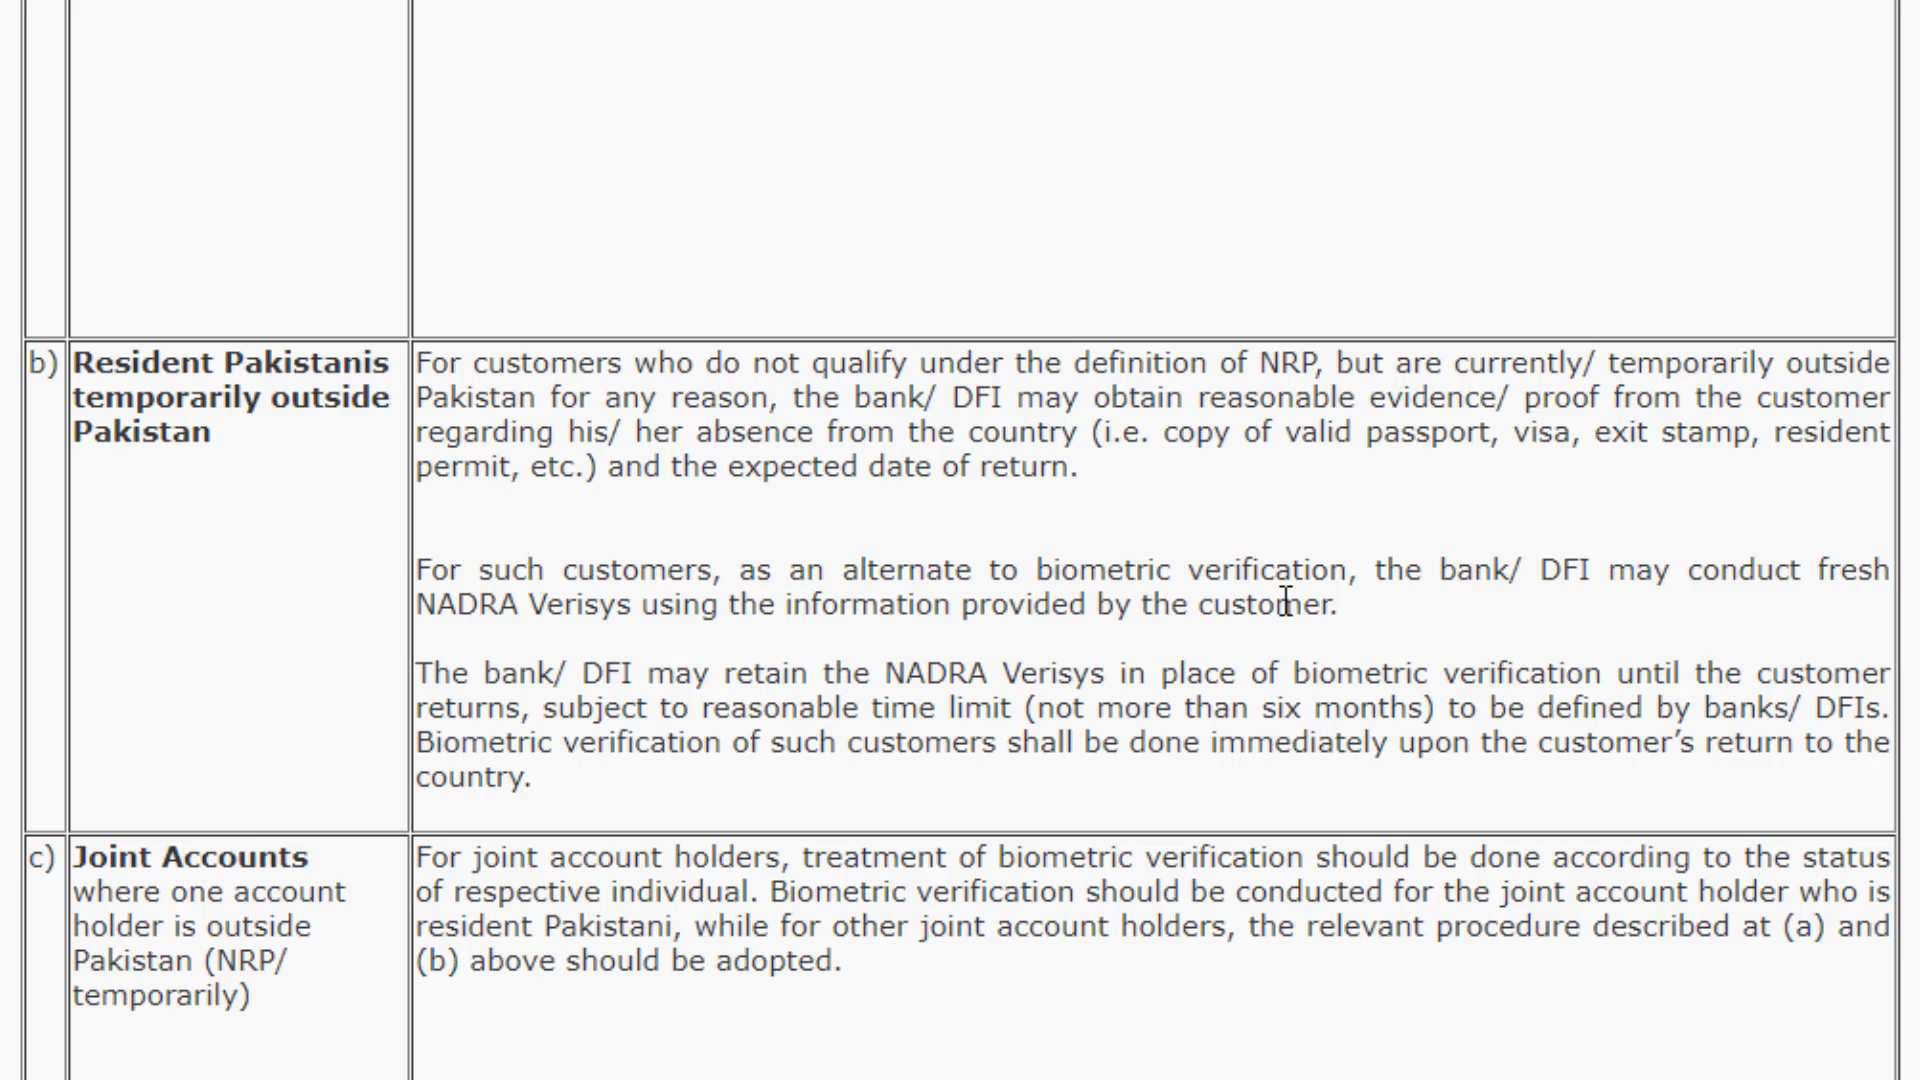 b)
Resident Pakistanis
temporarily outside
Pakistan
For customers who do not qualify under the definition of NRP, but are currently/ temporarily outside
Pakistan for any reason, the bank/ DFI may obtain reasonable evidence/ proof from the customer
regarding his/ her absence from the country (i.e. copy of valid passport, visa, exit stamp, resident
permit, etc.) and the expected date of return.
For such customers, as an alternate to biometric verification, the bank/ DFI may conduct fresh
NADRA Verisys using the information provided by the customer.
The bank/ DFI may retain the NADRA Verisys in place of biometric verification until the customer
returns, subject to reasonable time limit (not more than six months) to be defined by banks/ DFIs.
Biometric verification of such customers shall be done immediately upon the customer’s return to the
country.
c)
Joint Accounts
where one account
holder is outside
Pakistan (NRP/
temporarily)
For joint account holders, treatment of biometric verification should be done according to the status
of respective individual. Biometric verification should be conducted for the joint account holder who is
resident Pakistani, while for other joint account holders, the relevant procedure described at (a) and
(b) above should be adopted.